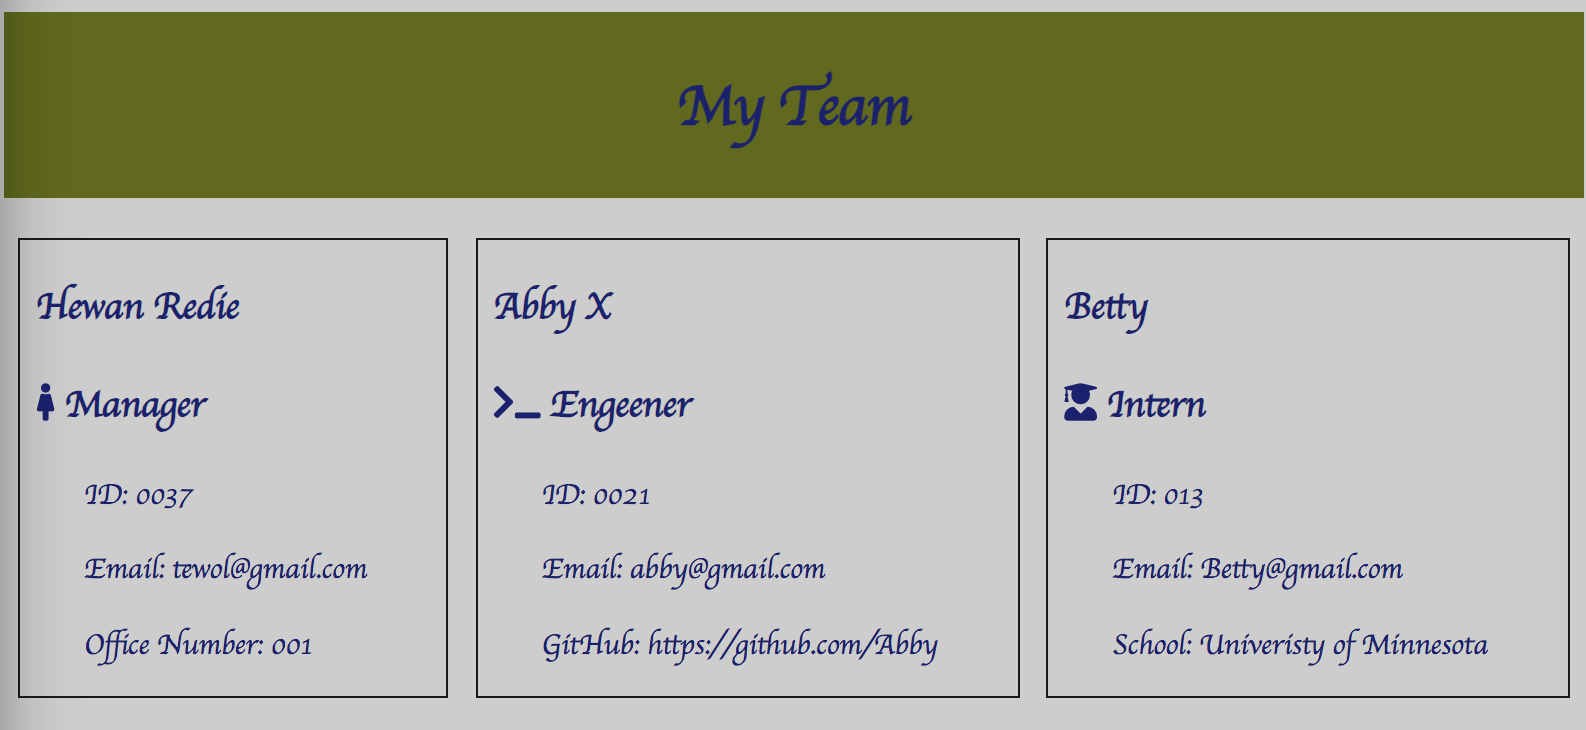 My Team
Hewan Redie
Manager
ID: 0037
Email: tewol@gmail.com
Office Number: 001
Abby X
Engeener
ID: 0021
Email: abby@gmail.com
GitHub: https://github.com/Abby
Betty
Intern
ID: 013
Email: Betty@gmail.com
School: Univeristy of Minnesota